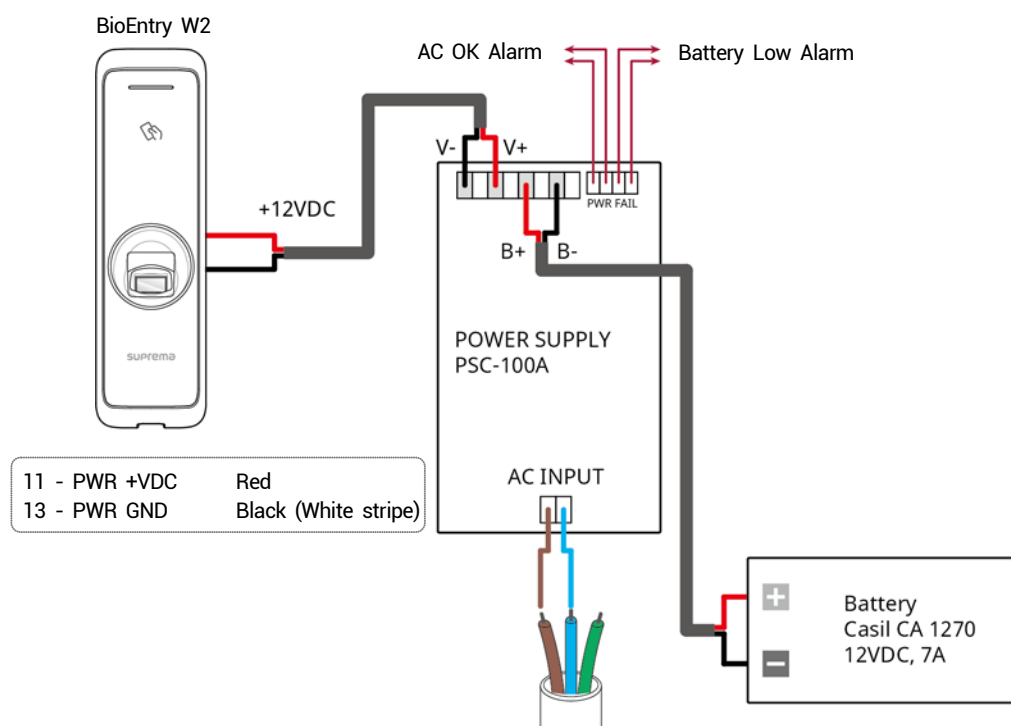 BioEntry W2
AC OK Alarm
Battery Low Alarm
V-
V+
PWR FAIL
+12VDC
B+
B-
POWER SUPPLY
PSC-100A
suprema
11 - PWR +VDC Red
13 - PWR GND Black (White stripe)
AC INPUT
+
Battery
Casil CA 1270
12VDC, 7A
-